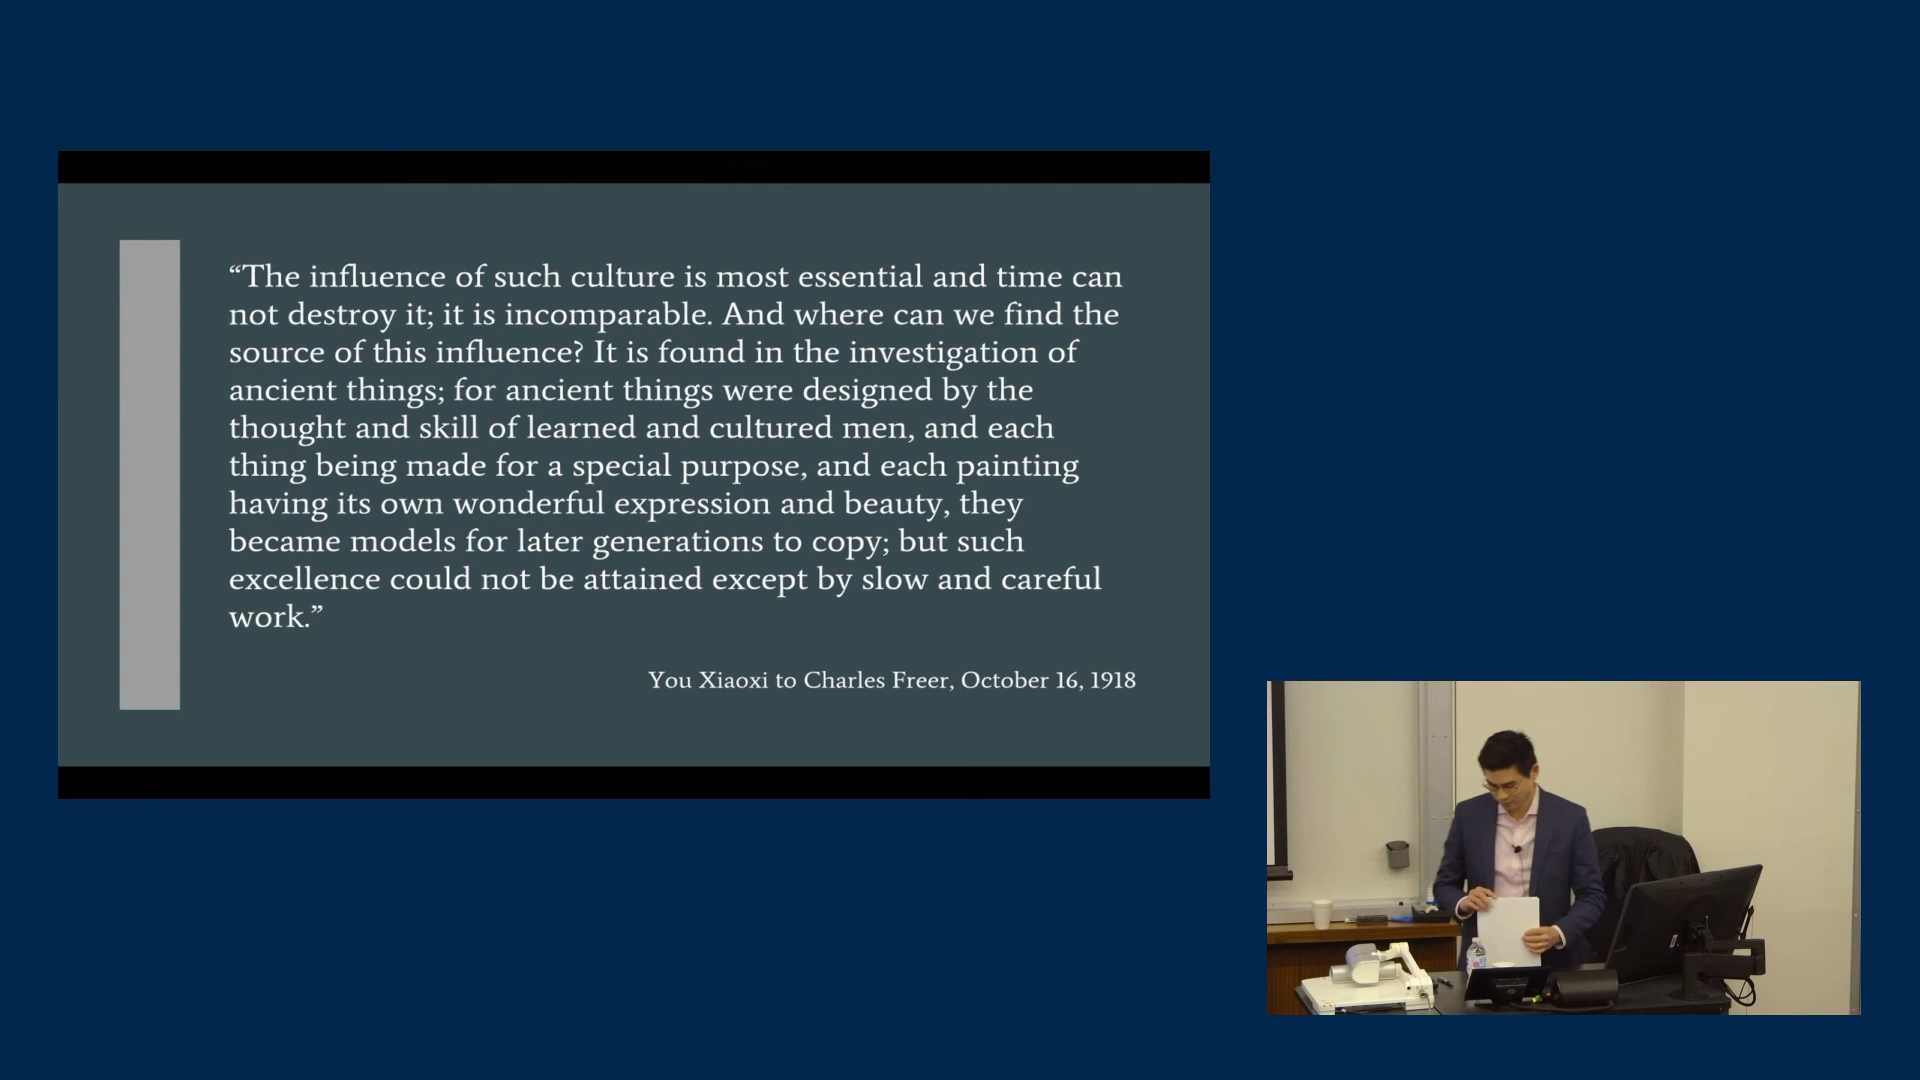 “The influence of such culture is most essential and time can
not destroy it; it is incomparable. And where can we find the
source of this influence? It is found in the investigation of
ancient things; for ancient things were designed by the
thought and skill of learned and cultured men, and each
thing being made for a special purpose, and each painting
having its own wonderful expression and beauty, they
became models for later generations to copy; but such
excellence could not be attained except by slow and careful
work.”
You Xiaoxi to Charles Freer, October 16, 1918